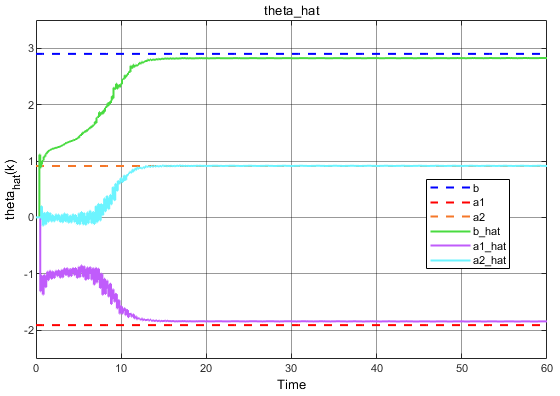 theta_hat
3
2
1
0
-1
-2
theta_hat(k)
0
10
20
30
40
50
60
Time
b
a1
a2
b_hat
a1_hat
a2_hat